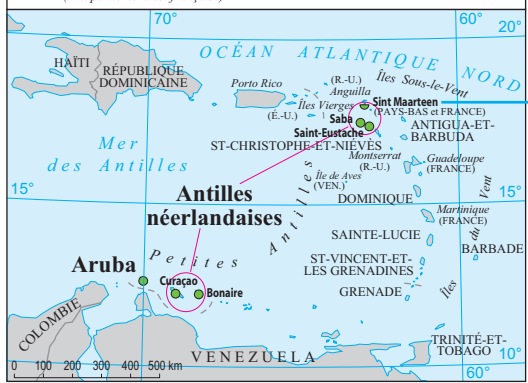 70°
60°
20°
OCÉAN ATLANTIQUE NORD
HAÏTI
RÉPUBLIQUE
DOMINICAINE
Porto Rico
(R.-U.)
Anguilla
Îles Sous-le-Vent
Îles Vierges
(É.-U.)
Sint Maarteen
(PAYS-BAS et FRANCE)
Saba
Saint-Eustache
ANTIGUA-ET-
BARBUDA
ST-CHRISTOPHE-ET-NIÉVÈS
Mer
des Antilles
Montserrat
(R.-U.)
Guadeloupe
(FRANCE)
Île de Aves
(VEN.)
15°
15°
Antilles
néerlandaises
DOMINIQUE
Martinique
(FRANCE)
Petites Antilles
Îles du Vent
SAINTE-LUCIE
BARBADE
Aruba
ST-VINCENT-ET-
LES GRENADINES
Curaçao
Bonaire
GRENADE
COLOMBIE
VENEZUELA
TRINITÉ-ET-
TOBAGO
0 100 200 300 400 500 km
70°
60°
10°